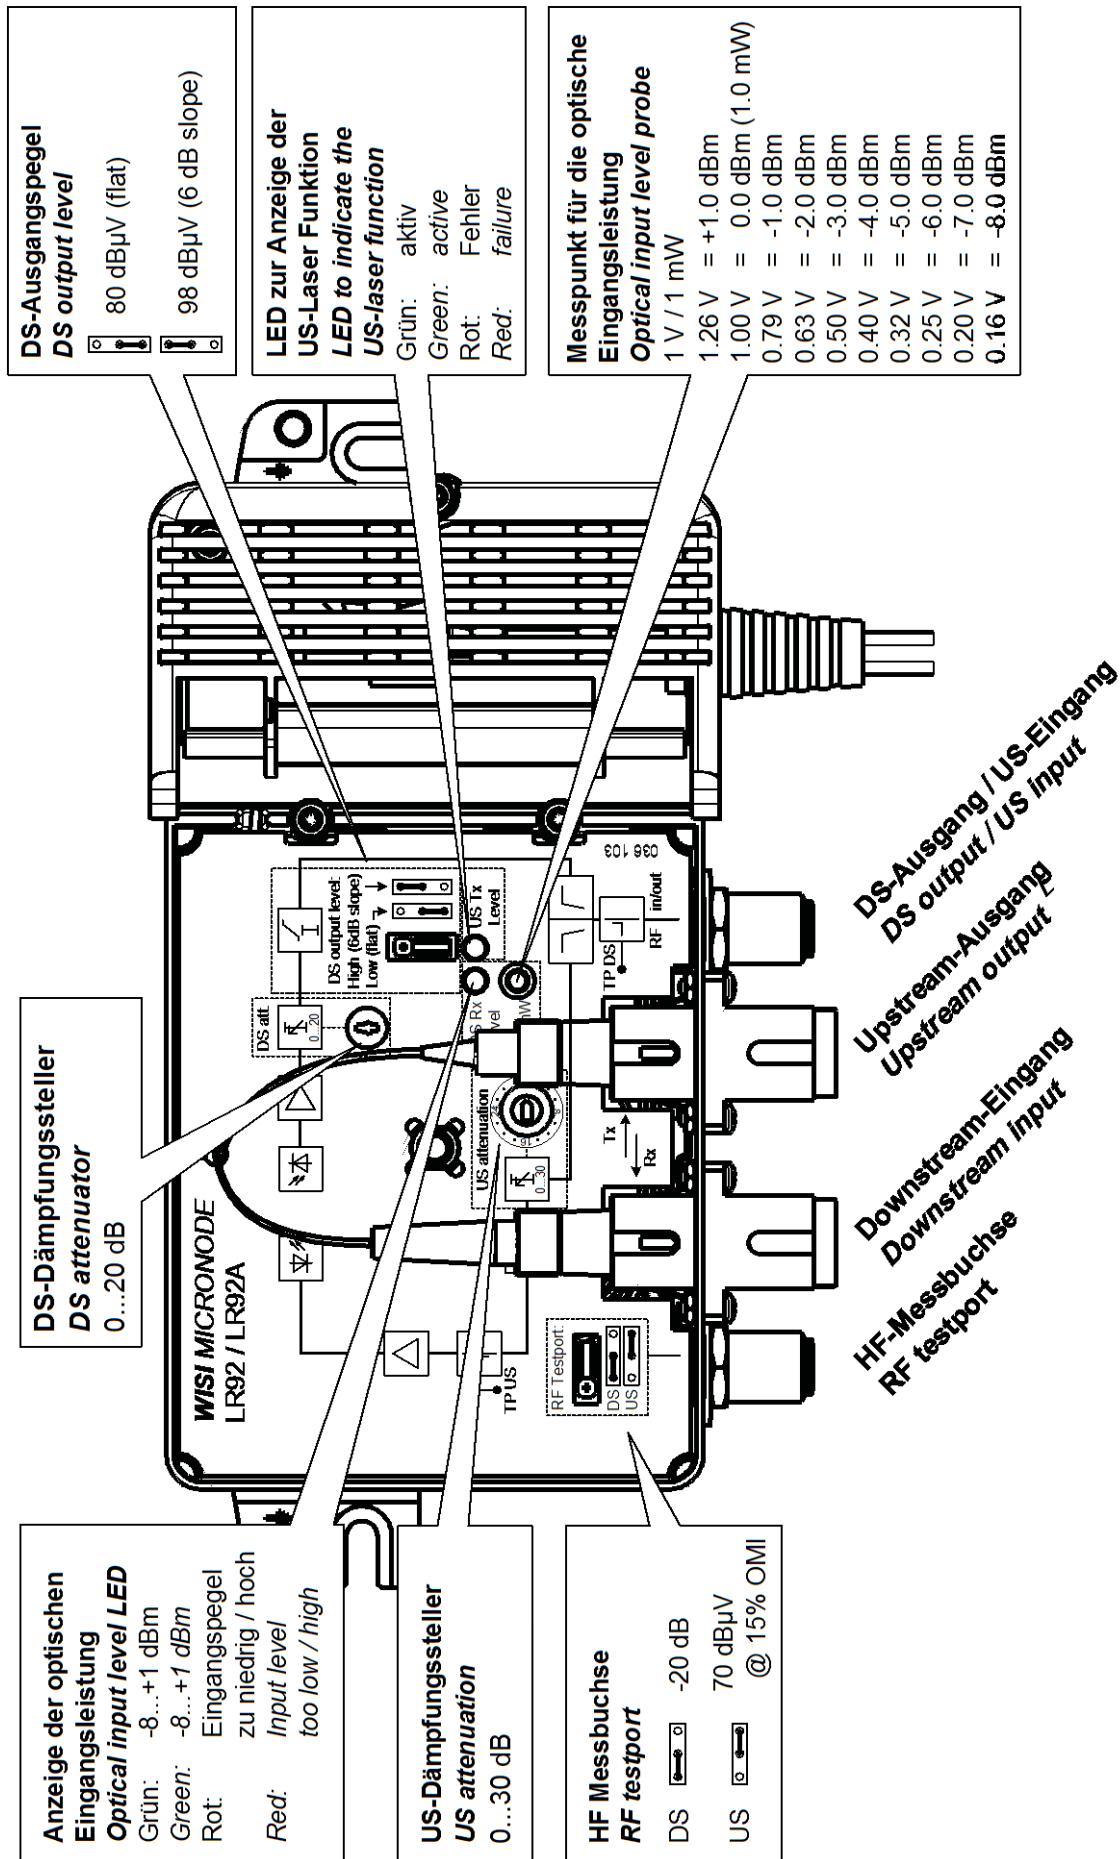 Anzeige der optischen
Eingangsleistung
Optical input level LED
Grün: -8...+1 dBm
Green: -8...+1 dBm
Rot: Eingangspegel
zu niedrig / hoch
Red: Input level
too low / high
DS-Dämpfungssteller
DS attenuator
0...20 dB
DS-Ausgangspegel
DS output level
80 dBµV (flat)
98 dBµV (6 dB slope)
LED zur Anzeige der
US-Laser Funktion
LED to indicate the
US-laser function
Grün: aktiv
Green: active
Rot: Fehler
Red: failure
Messpunkt für die optische
Eingangsleistung
Optical input level probe
1 V / 1 mW
1.26 V = +1.0 dBm
1.00 V = 0.0 dBm (1.0 mW)
0.79 V = -1.0 dBm
0.63 V = -2.0 dBm
0.50 V = -3.0 dBm
0.40 V = -4.0 dBm
0.32 V = -5.0 dBm
0.25 V = -6.0 dBm
0.20 V = -7.0 dBm
0.16 V = -8.0 dBm
US-Dämpfungssteller
US attenuation
0...30 dB
HF Messbuchse
RF testport
DS -20 dB
US 70 dBµV
@ 15% OMI
WISI MICRONODE
LR92 / LR92A
DS att.
0...20
DS output level:
High (6dB slope)
Low (flat)
US Tx
Level
US attenuation
24
16
8
0...30
Tx
Rx
TP US
TP DS
RF in/out
036 103
RF Testport:
DS
US
HF-Messbuchse
RF testport
Downstream-Eingang
Downstream input
Upstream-Ausgang
Upstream output
DS-Ausgang / US-Eingang
DS output / US input